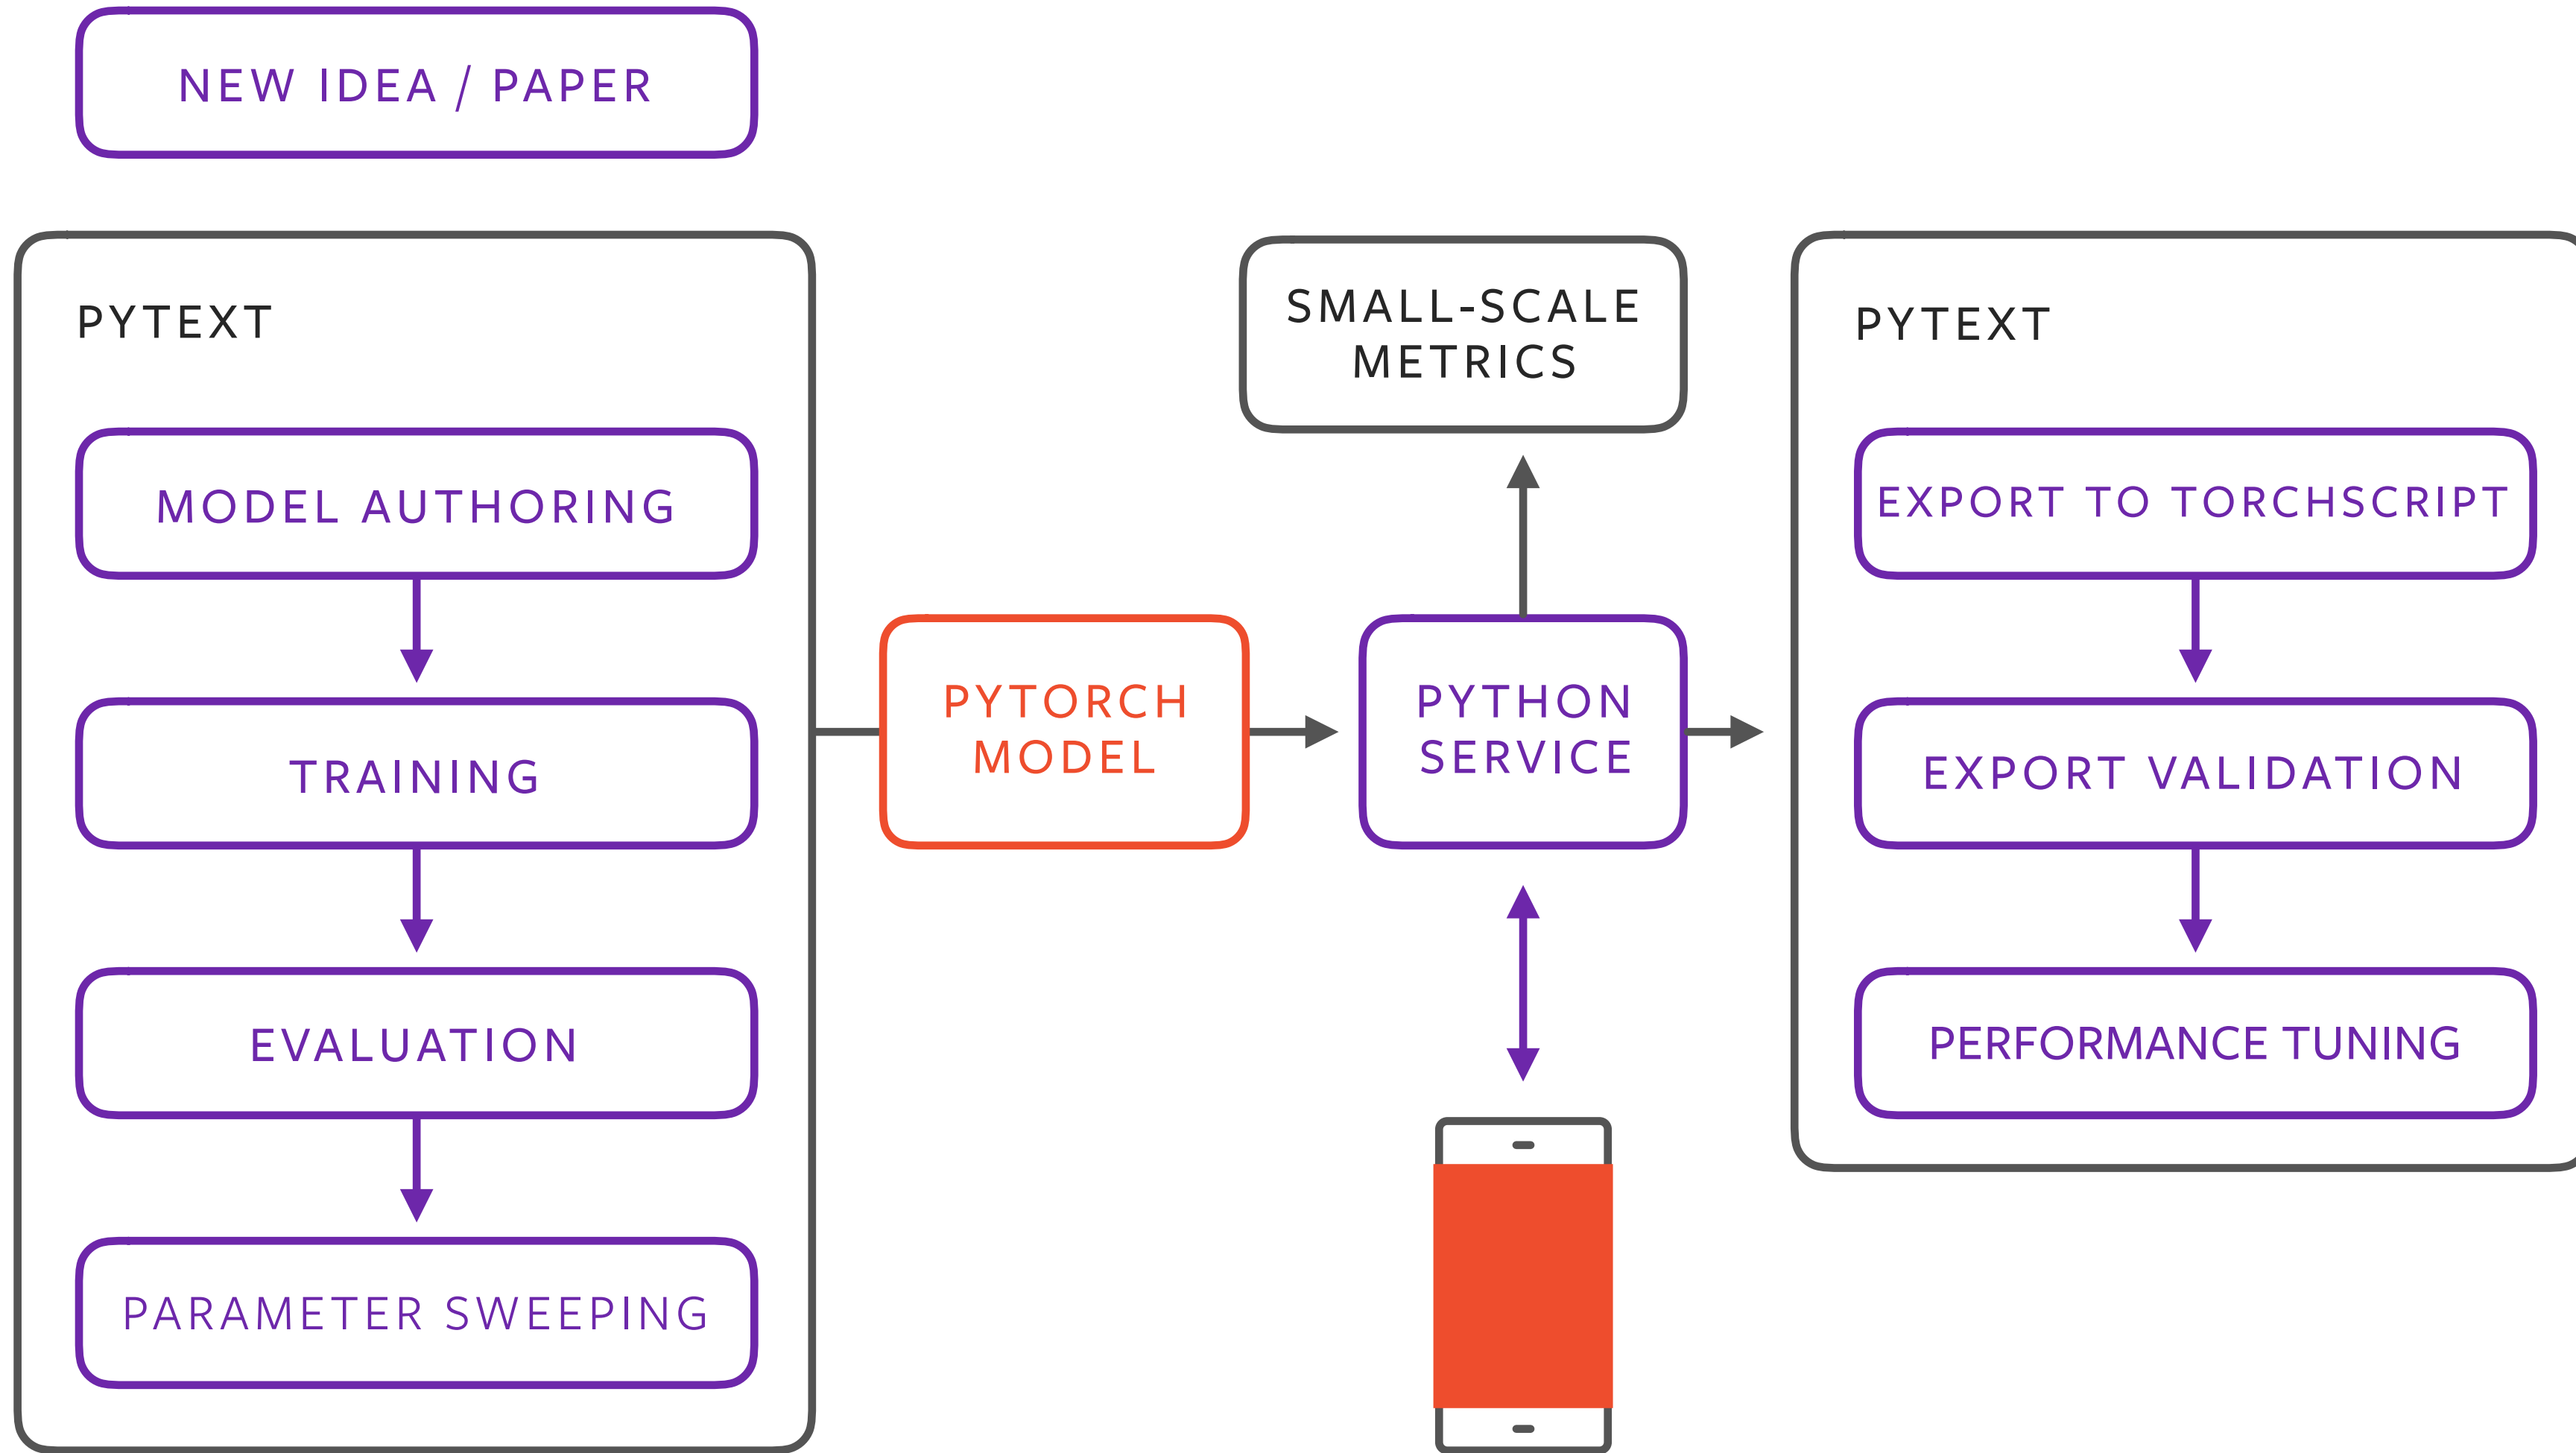 NEW IDEA / PAPER
PYTEXT
MODEL AUTHORING
TRAINING
EVALUATION
PARAMETER SWEEPING
PYTORCH
MODEL
SMALL-SCALE
METRICS
PYTHON
SERVICE
PYTEXT
EXPORT TO TORCHSCRIPT
EXPORT VALIDATION
PERFORMANCE TUNING